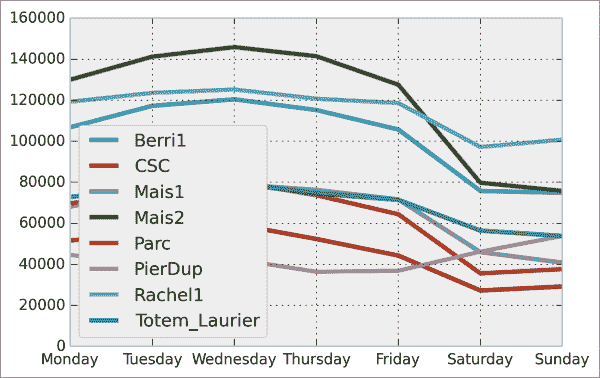 160000
140000
120000
100000
80000
60000
40000
20000
0
Berri1
CSC
Mais1
Mais2
Parc
PierDup
Rachel1
Totem_Laurier
Monday Tuesday Wednesday Thursday Friday Saturday Sunday